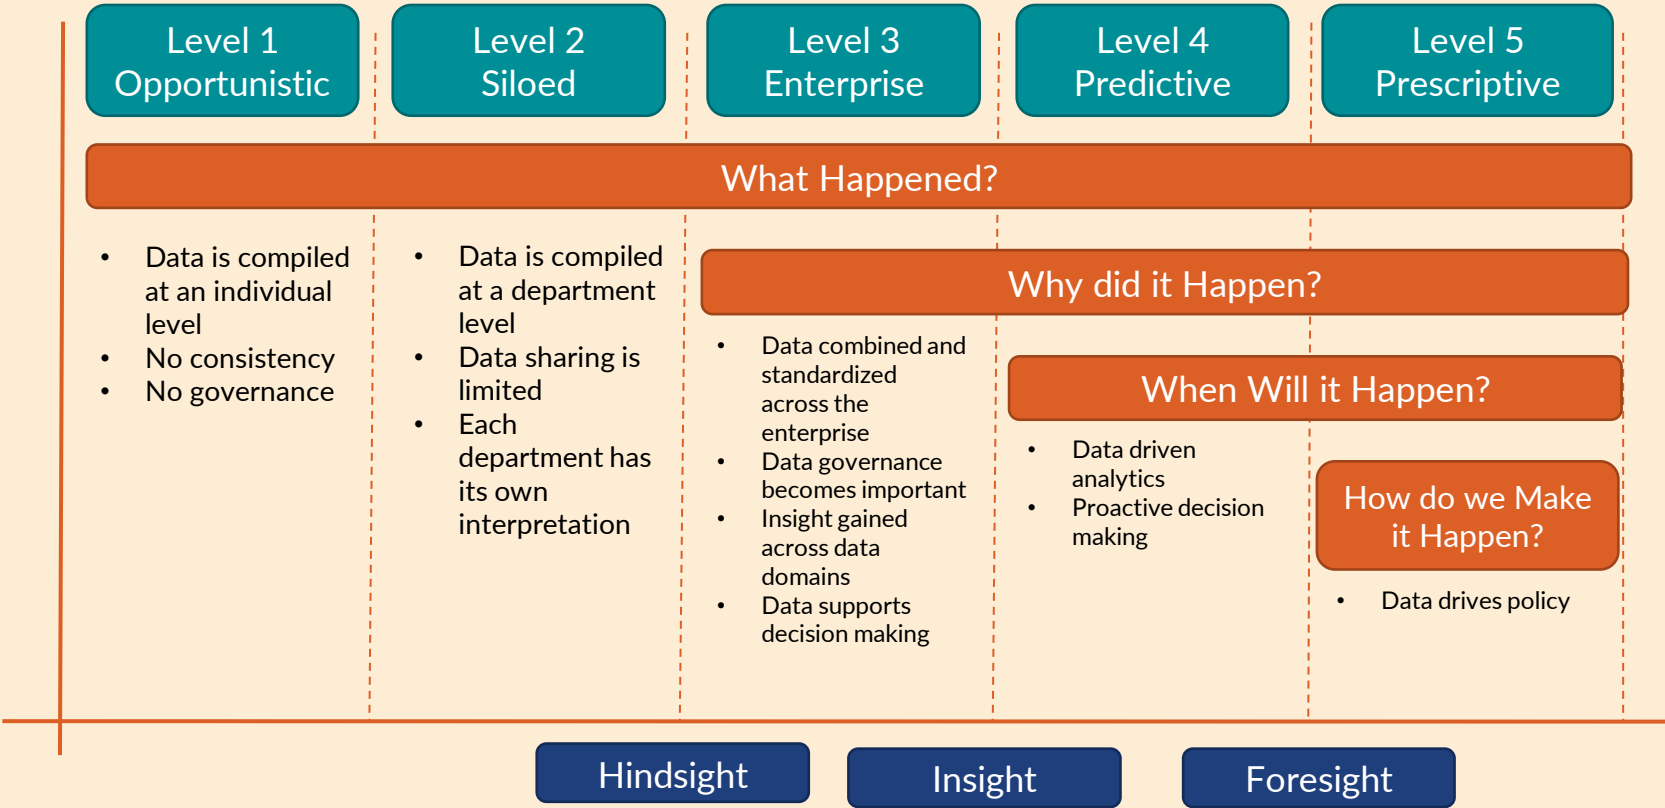 Level 1
Opportunistic
Level 2
Siloed
Level 3
Enterprise
Level 4
Predictive
Level 5
Prescriptive
What Happened?
• Data is compiled
at an individual
level
• No consistency
• No governance
• Data is compiled
at a department
level
• Data sharing is
limited
• Each
department has
its own
interpretation
Why did it Happen?
• Data combined and
standardized
across the
enterprise
• Data governance
becomes important
• Insight gained
across data
domains
• Data supports
decision making
When Will it Happen?
• Data driven
analytics
• Proactive decision
making
How do we Make
it Happen?
• Data drives policy
Hindsight
Insight
Foresight